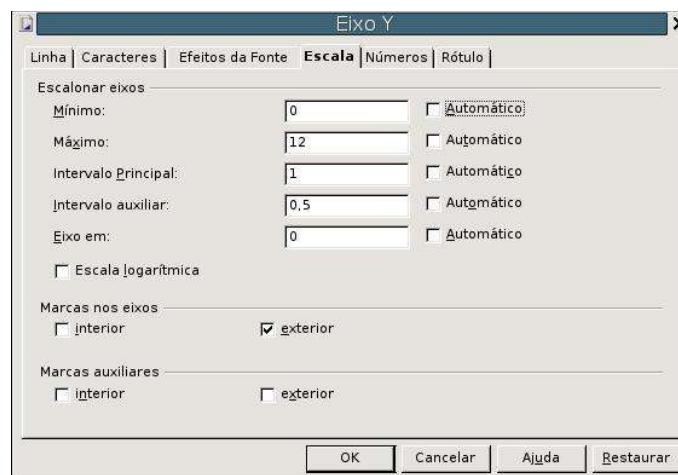 Eixo Y
Linha Caracteres Efeitos da Fonte Escala Números Rótulo
Escalonar eixos
Mínimo: 0 Automático
Máximo: 12 Automático
Intervalo Principal: 1 Automático
Intervalo auxiliar: 0,5 Automático
Eixo em: 0 Automático
Escala logarítmica
Marcas nos eixos
interior exterior
Marcas auxiliares
interior exterior
OK Cancelar Ajuda Restaurar